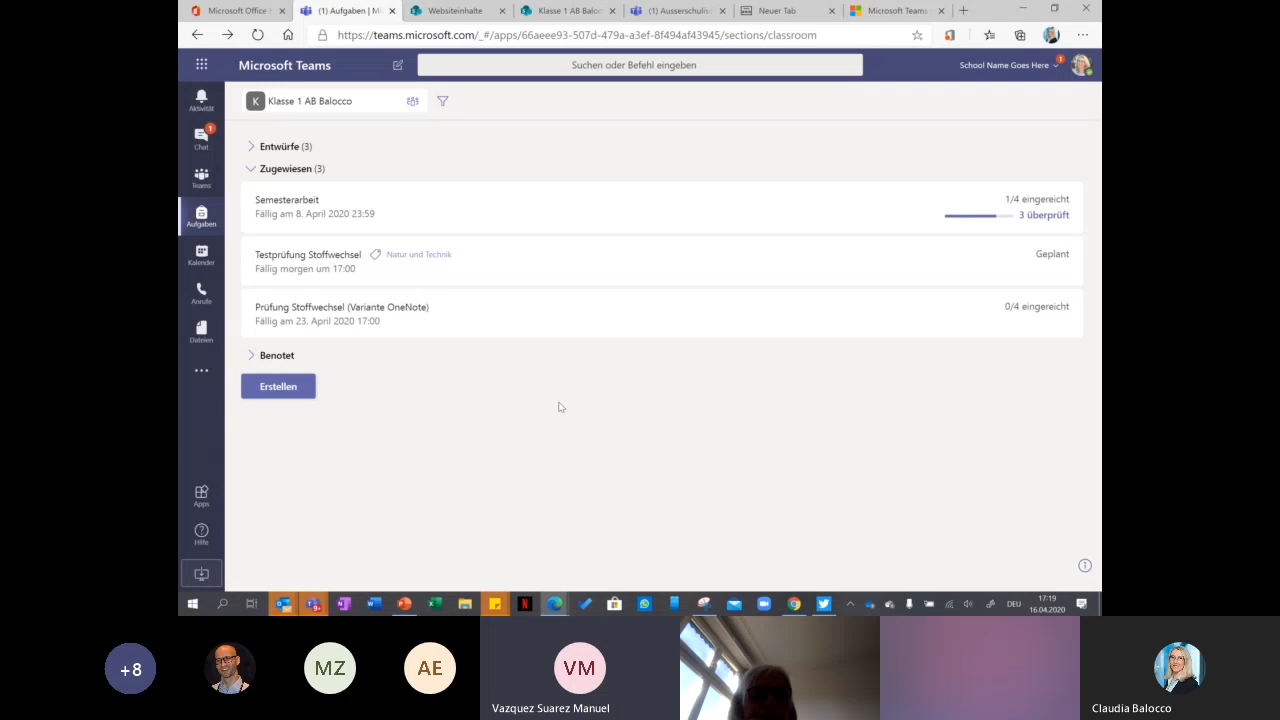 Microsoft Office H
(1) Aufgaben | Mi
Websiteinhalte
Klasse 1 AB Baloc
(1) Ausserschulisc
Neuer Tab
Microsoft Teams
https://teams.microsoft.com/_#/apps/66aeee93-507d-479a-a3ef-8f494af43945/sections/classroom
Microsoft Teams
Suchen oder Befehl eingeben
School Name Goes Here
1
Aktivität
1
Chat
Teams
Aufgaben
Kalender
Anrufe
Dateien
Apps
Hilfe
K Klasse 1 AB Balocco
Entwürfe (3)
Zugewiesen (3)
Semesterarbeit
1/4 eingereicht
Fällig am 8. April 2020 23:59
3 überprüft
Testprüfung Stoffwechsel Natur und Technik
Geplant
Fällig morgen um 17:00
Prüfung Stoffwechsel (Variante OneNote)
0/4 eingereicht
Fällig am 23. April 2020 17:00
Benotet
Erstellen
DEU
17:19
16.04.2020
+8
MZ
AE
VM
Vazquez Suarez Manuel
Claudia Balocco